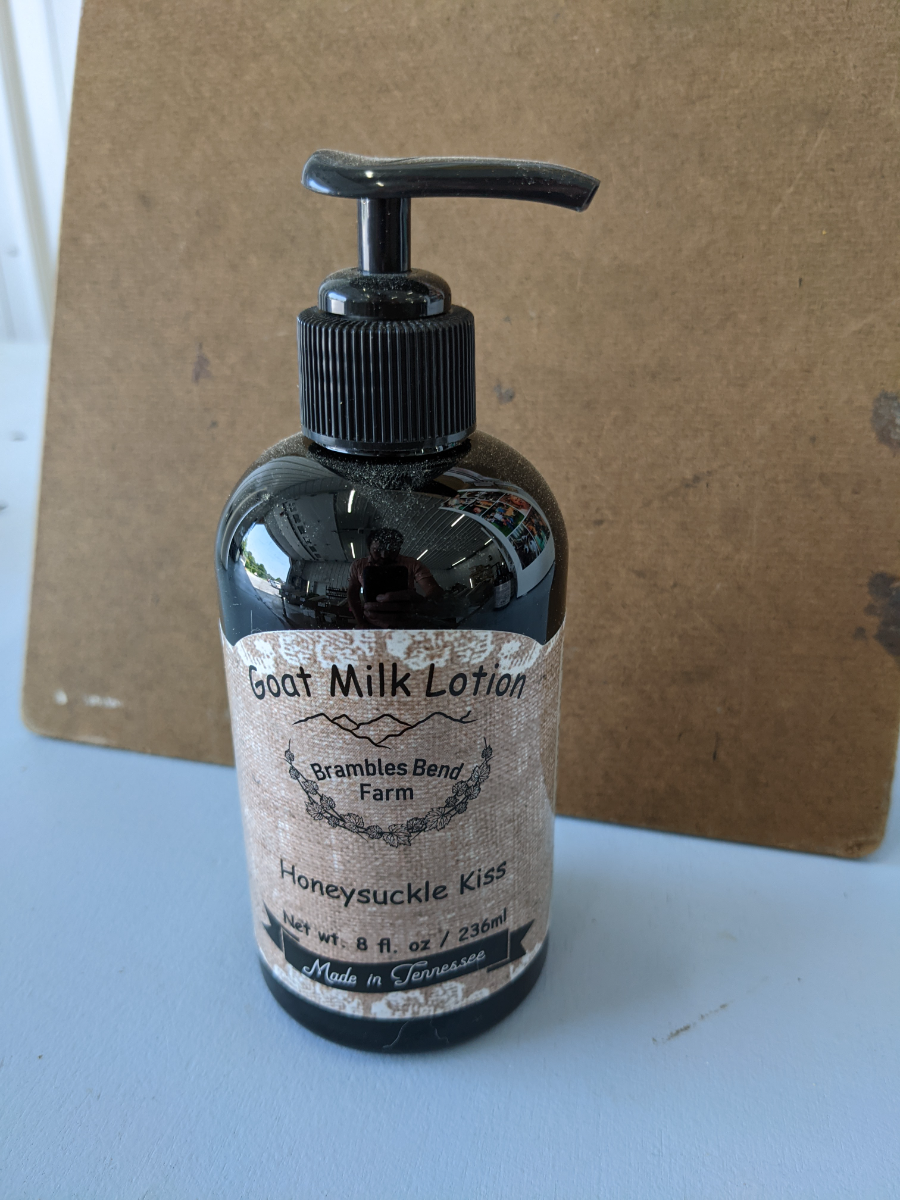 Goat Milk Lotion
Brambles Bend
Farm
Honeysuckle Kiss
Net wt. 8 fl. oz / 236ml
Made in Tennessee